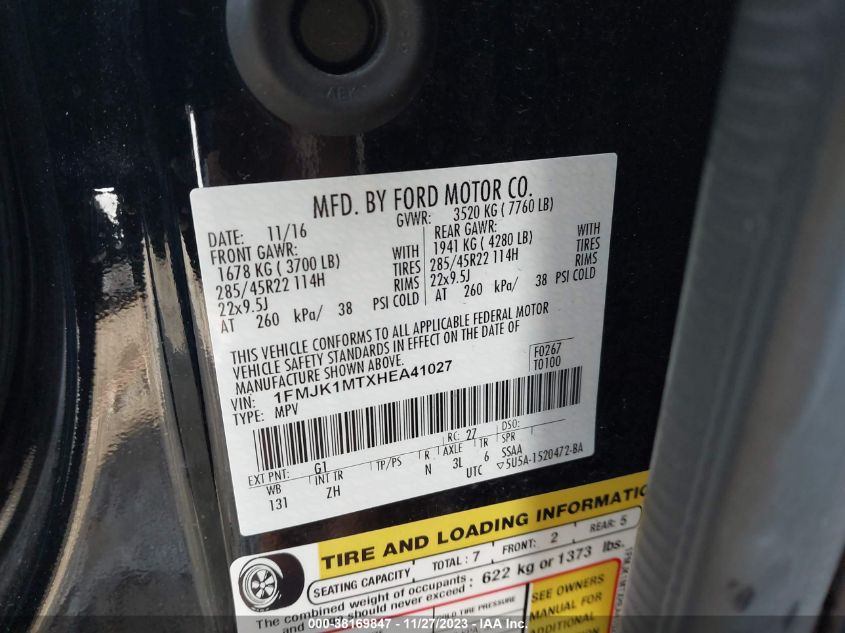 MFD. BY FORD MOTOR CO.
DATE: 11/16 GVWR: 3520 KG ( 7760 LB)
FRONT GAWR: REAR GAWR:
1678 KG ( 3700 LB) WITH 1941 KG ( 4280 LB) WITH
285/45R22 114H TIRES 285/45R22 114H TIRES
22x9.5J RIMS 22x9.5J RIMS
AT 260 kPa/ 38 PSI COLD AT 260 kPa/ 38 PSI COLD
THIS VEHICLE CONFORMS TO ALL APPLICABLE FEDERAL MOTOR
VEHICLE SAFETY STANDARDS IN EFFECT ON THE DATE OF
MANUFACTURE SHOWN ABOVE.
F0267
T0100
VIN: 1FMJK1MTXHEA41027
TYPE: MPV
EXT PNT: G1 RC: 27 DSO:
WB INT TR TP/PS R AXLE TR SPR
131 ZH N 3L 6 SSAA
UTC ▽5U5A-1520472-BA
TIRE AND LOADING INFORMATIO
SEATING CAPACITY TOTAL : 7 FRONT: 2 REAR: 5
The combined weight of occupants
should never exceed : 622 kg or 1373 lbs.
TIRE PRESSURE
SEE OWNERS
MANUAL FOR
ADDITIONAL
000-38169847 - 11/27/2023 - IAAI.COM